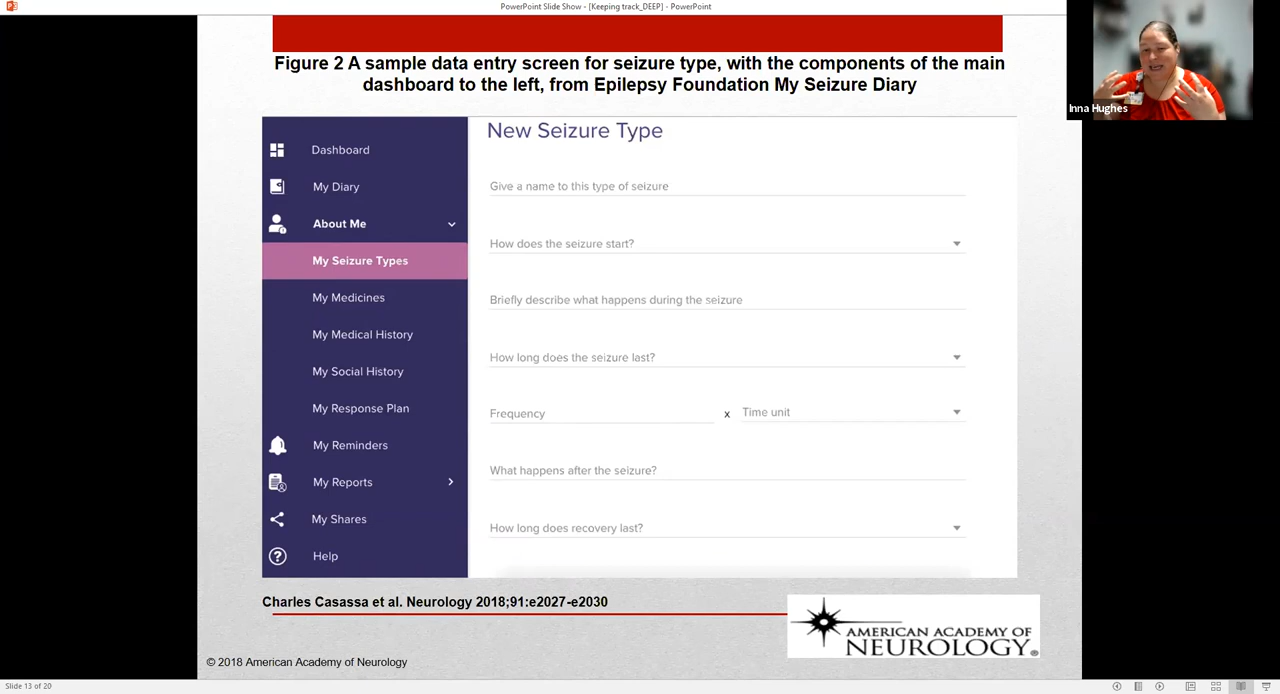 PowerPoint Slide Show - [Keeping track_DEEP] - PowerPoint
Inna Hughes
Figure 2 A sample data entry screen for seizure type, with the components of the main
dashboard to the left, from Epilepsy Foundation My Seizure Diary
Dashboard
My Diary
About Me
My Seizure Types
My Medicines
My Medical History
My Social History
My Response Plan
My Reminders
My Reports
My Shares
Help
New Seizure Type
Give a name to this type of seizure
How does the seizure start?
Briefly describe what happens during the seizure
How long does the seizure last?
Frequency x Time unit
What happens after the seizure?
How long does recovery last?
Charles Casassa et al. Neurology 2018;91:e2027-e2030
AMERICAN ACADEMY OF
NEUROLOGY®
© 2018 American Academy of Neurology
Slide 13 of 20